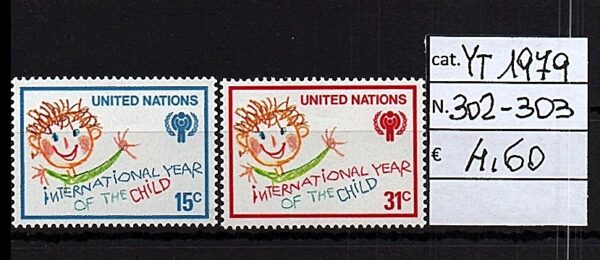 UNITED NATIONS
INTERNATIONAL YEAR
OF THE CHILD
15c
UNITED NATIONS
INTERNATIONAL YEAR
OF THE CHILD
31c
cat. YT 1979
N. 302-303
€ 4,60